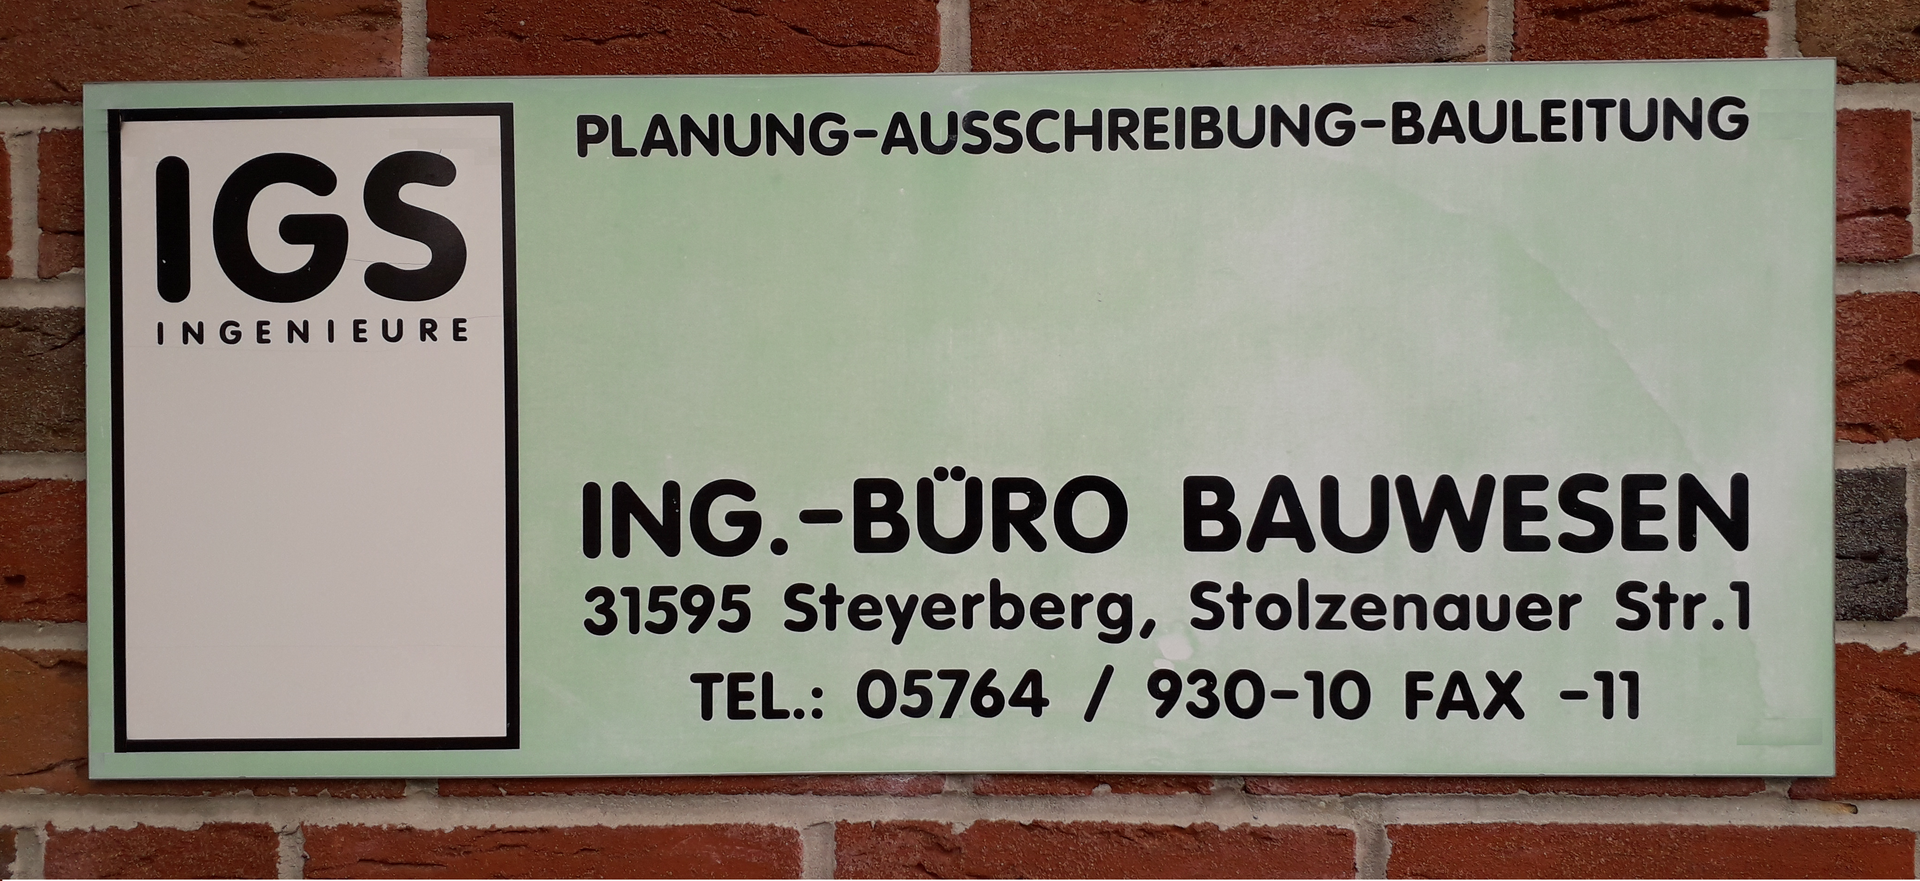 IGS
INGENIEURE
PLANUNG-AUSSCHREIBUNG-BAULEITUNG
ING.-BÜRO BAUWESEN
31595 Steyerberg, Stolzenauer Str.1
TEL.: 05764 / 930-10 FAX -11